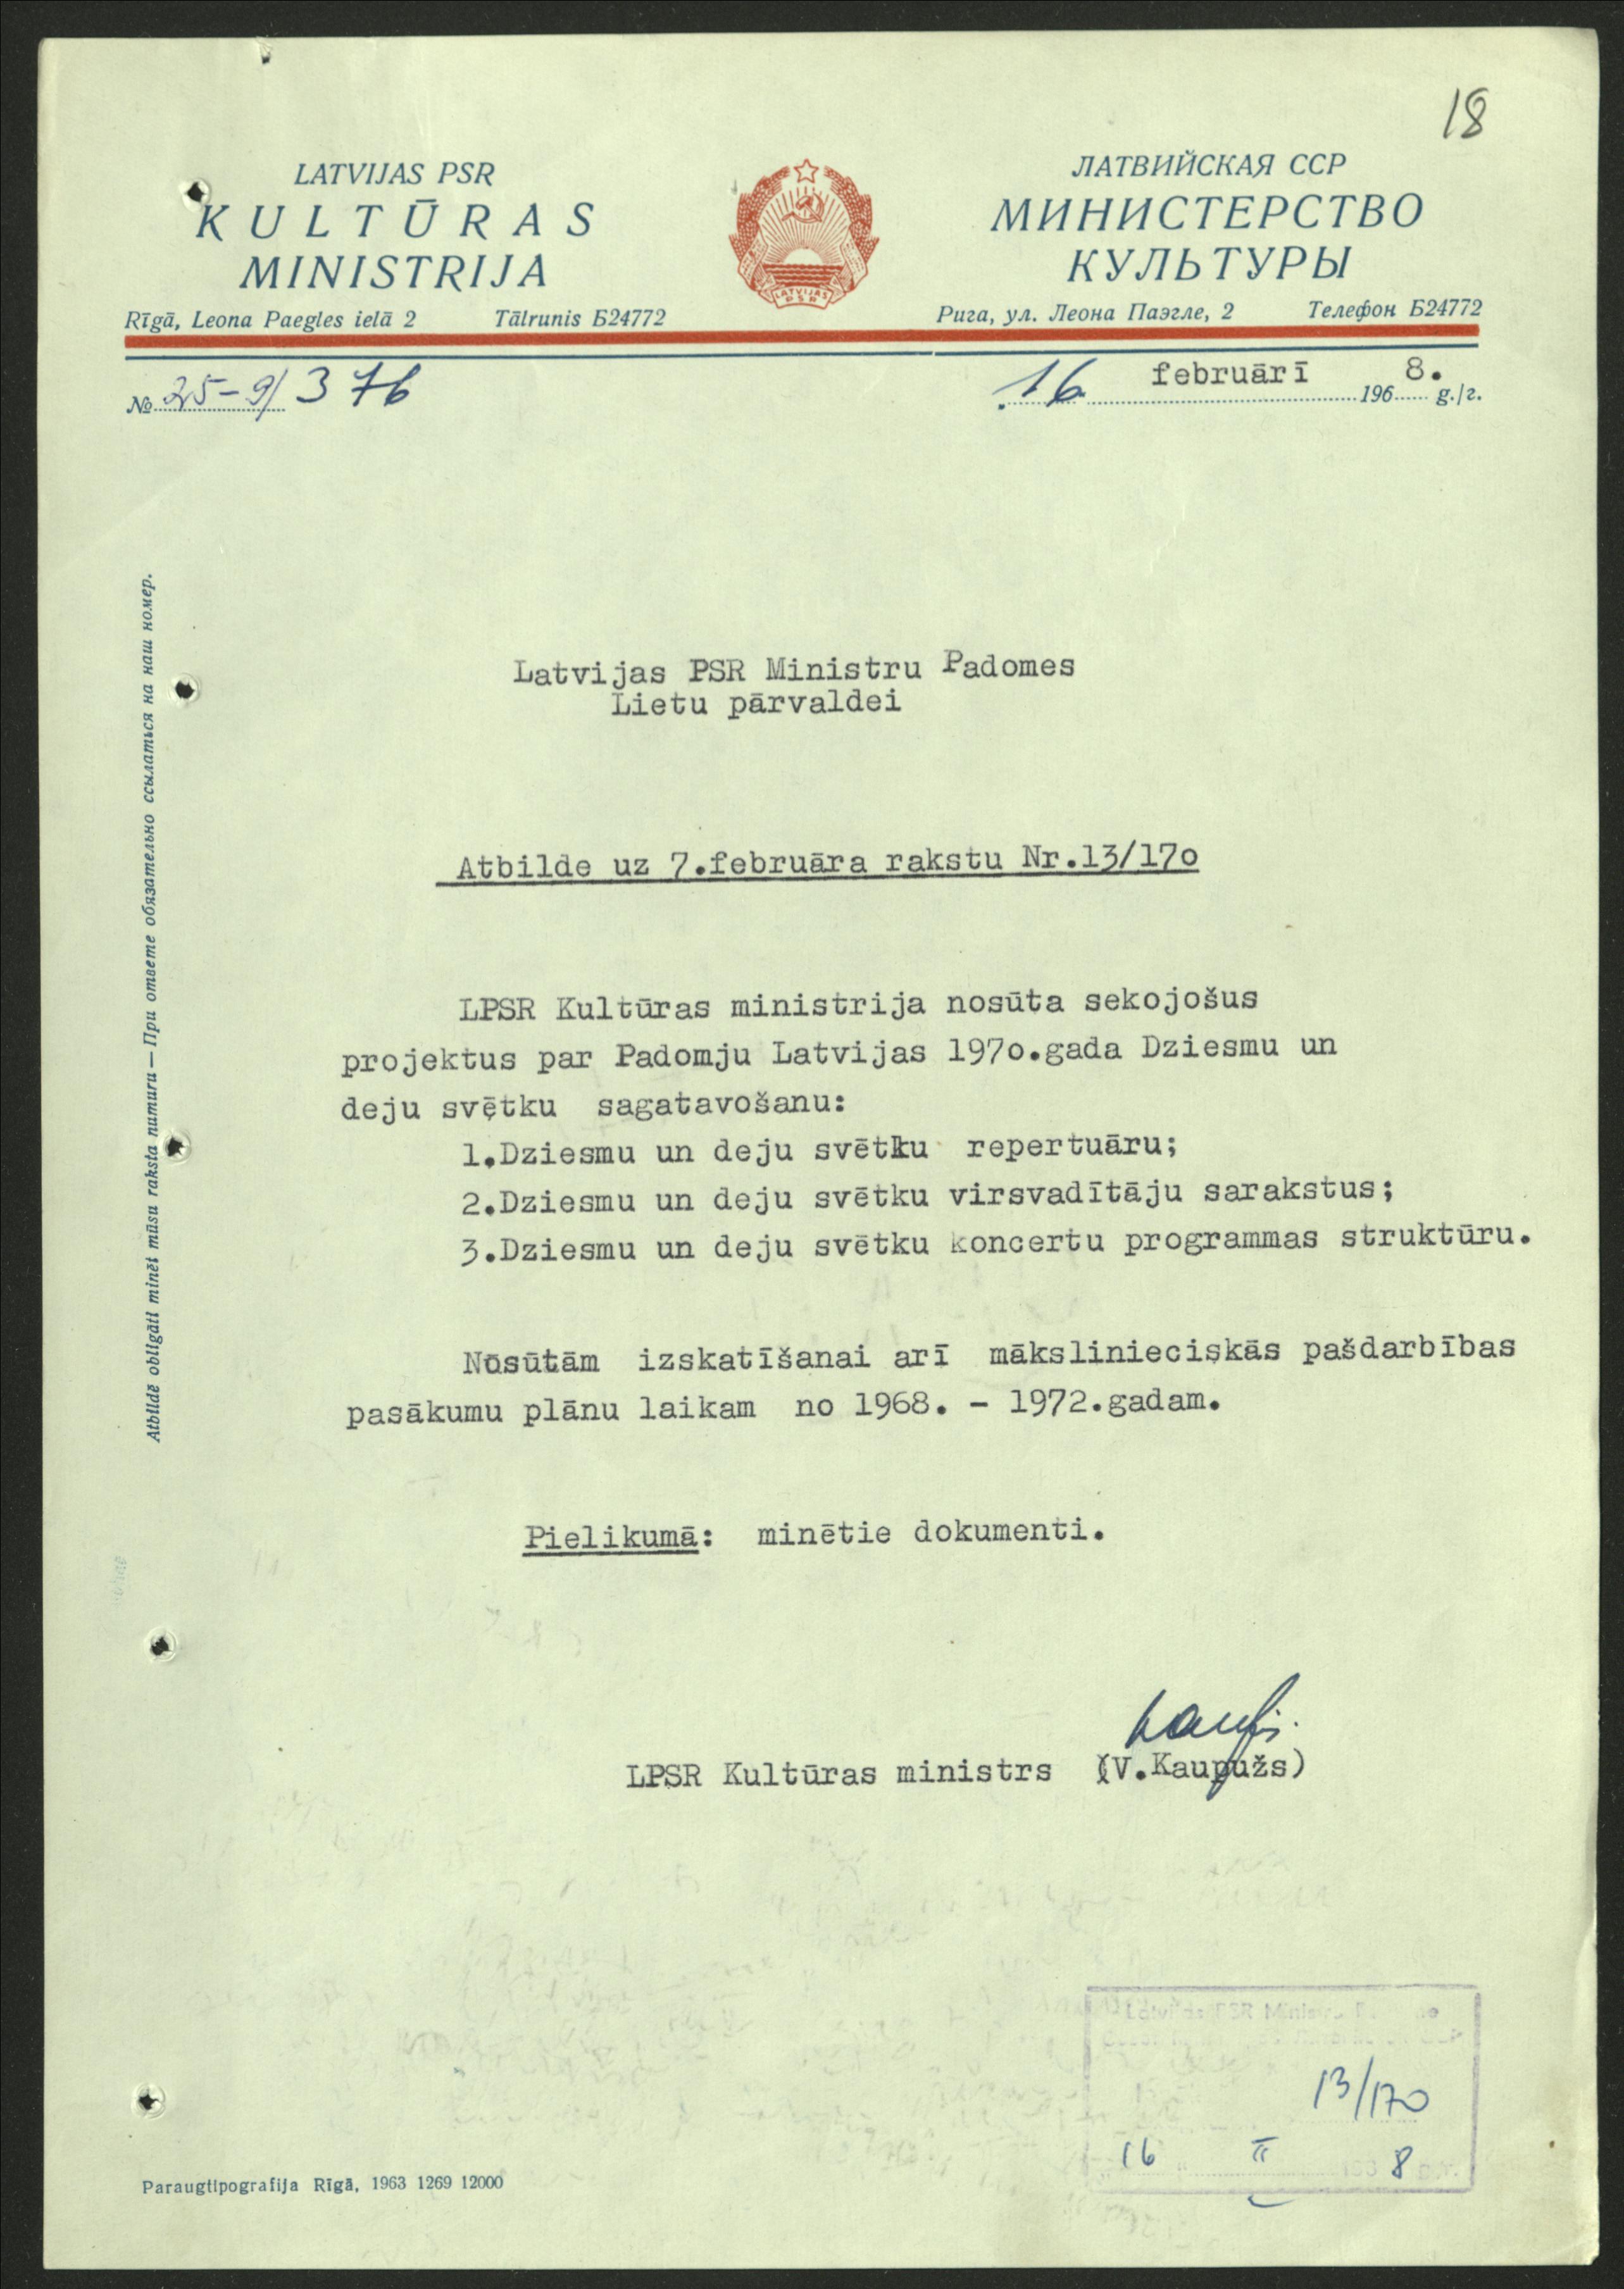 18
LATVIJAS PSR
KULTŪRAS
MINISTRIJA
Rīgā, Leona Paegles ielā 2 Tālrunis Б24772
LATVIJAS
PSR
ЛАТВИЙСКАЯ ССР
МИНИСТЕРСТВО
КУЛЬТУРЫ
Рига, ул. Леона Паэгле, 2 Телефон Б24772
№ 25-9/376
16 februārī 1968. g./г.
Latvijas PSR Ministru Padomes
Lietu pārvaldei
Atbilde uz 7.februāra rakstu Nr.13/17o
LPSR Kultūras ministrija nosūta sekojošus
projektus par Padomju Latvijas 197o.gada Dziesmu un
deju svētku sagatavošanu:
1.Dziesmu un deju svētku repertuāru;
2.Dziesmu un deju svētku virsvadītāju sarakstus;
3.Dziesmu un deju svētku koncertu programmas struktūru.
Nosūtām izskatīšanai arī mākslinieciskās pašdarbības
pasākumu plānu laikam no 1968. - 1972.gadam.
Pielikumā: minētie dokumenti.
LPSR Kultūras ministrs (V.Kaupužs)
Atbildē obligāti minēt mūsu raksta numuru — При ответе обязательно ссылаться на наш номер.
13/170
16 II 8
Paraugtipografija Rīgā, 1963 1269 12000